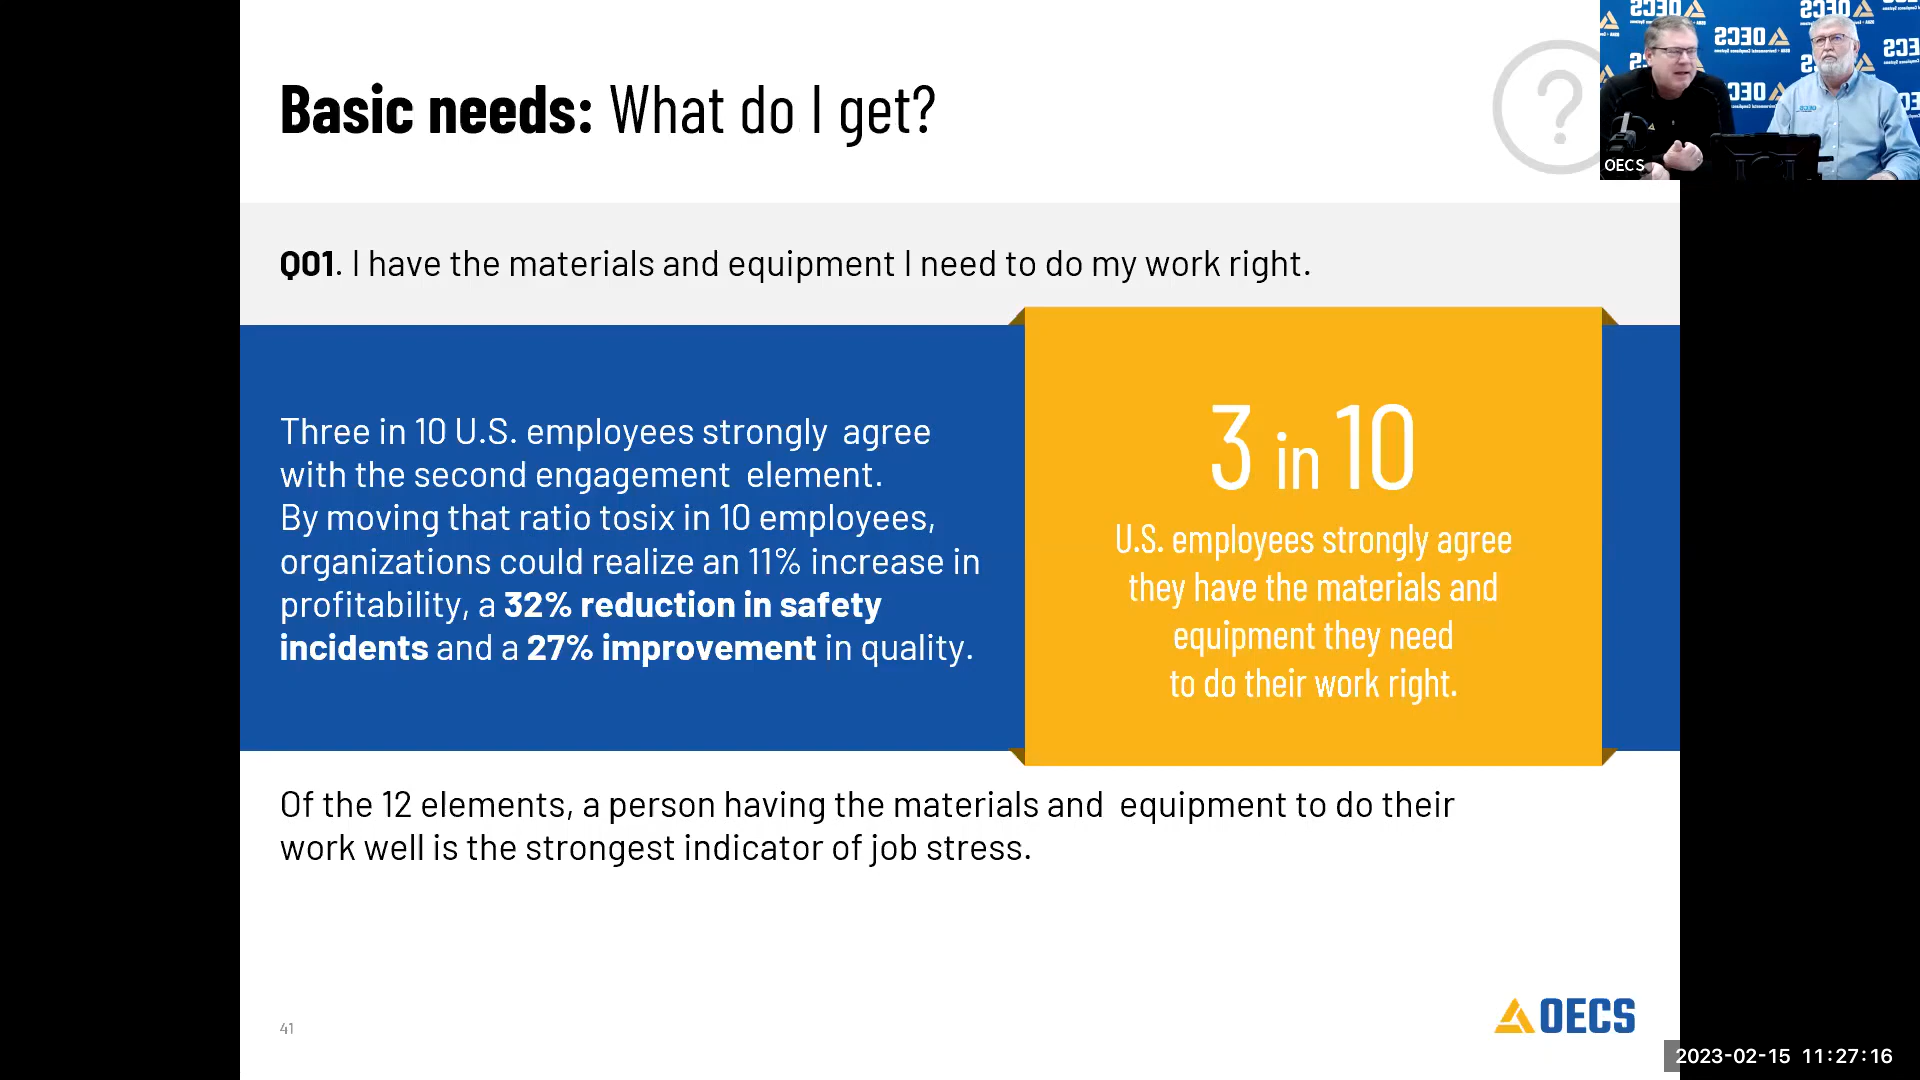 Basic needs: What do I get?
OECS
Q01. I have the materials and equipment I need to do my work right.
Three in 10 U.S. employees strongly  agree
with the second engagement  element.
By moving that ratio tosix in 10 employees,
organizations could realize an 11% increase in
profitability, a 32% reduction in safety
incidents and a 27% improvement in quality.
3 in 10
U.S. employees strongly agree
they have the materials and
equipment they need
to do their work right.
Of the 12 elements, a person having the materials and  equipment to do their
work well is the strongest indicator of job stress.
41
OECS
2023-02-15 11:27:16